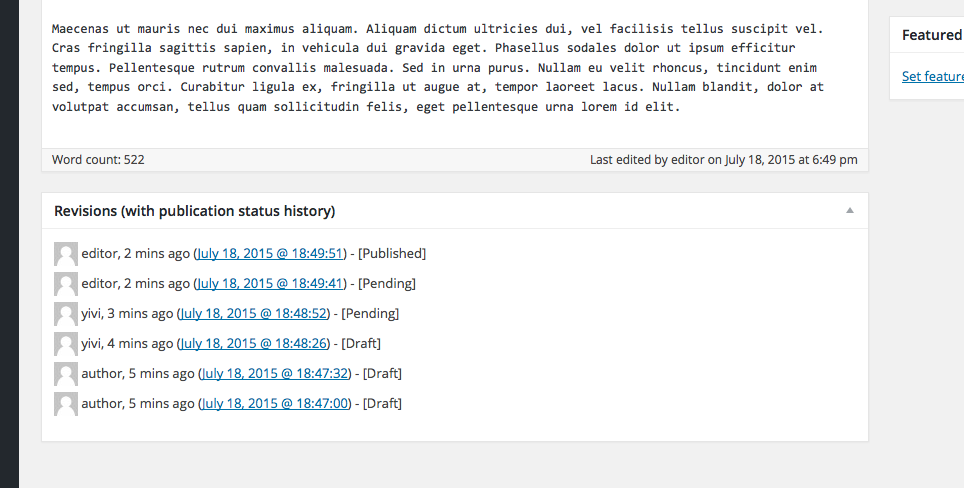 Maecenas ut mauris nec dui maximus aliquam. Aliquam dictum ultricies dui, vel facilisis tellus suscipit vel.
Cras fringilla sagittis sapien, in vehicula dui gravida eget. Phasellus sodales dolor ut ipsum efficitur
tempus. Pellentesque rutrum convallis malesuada. Sed in urna purus. Nullam eu velit rhoncus, tincidunt enim
sed, tempus orci. Curabitur ligula ex, fringilla ut augue at, tempor laoreet lacus. Nullam blandit, dolor at
volutpat accumsan, tellus quam sollicitudin felis, eget pellentesque urna lorem id elit.
Word count: 522
Last edited by editor on July 18, 2015 at 6:49 pm
Revisions (with publication status history)
editor, 2 mins ago (July 18, 2015 @ 18:49:51) - [Published]
editor, 2 mins ago (July 18, 2015 @ 18:49:41) - [Pending]
yivi, 3 mins ago (July 18, 2015 @ 18:48:52) - [Pending]
yivi, 4 mins ago (July 18, 2015 @ 18:48:26) - [Draft]
author, 5 mins ago (July 18, 2015 @ 18:47:32) - [Draft]
author, 5 mins ago (July 18, 2015 @ 18:47:00) - [Draft]
Featured
Set feature